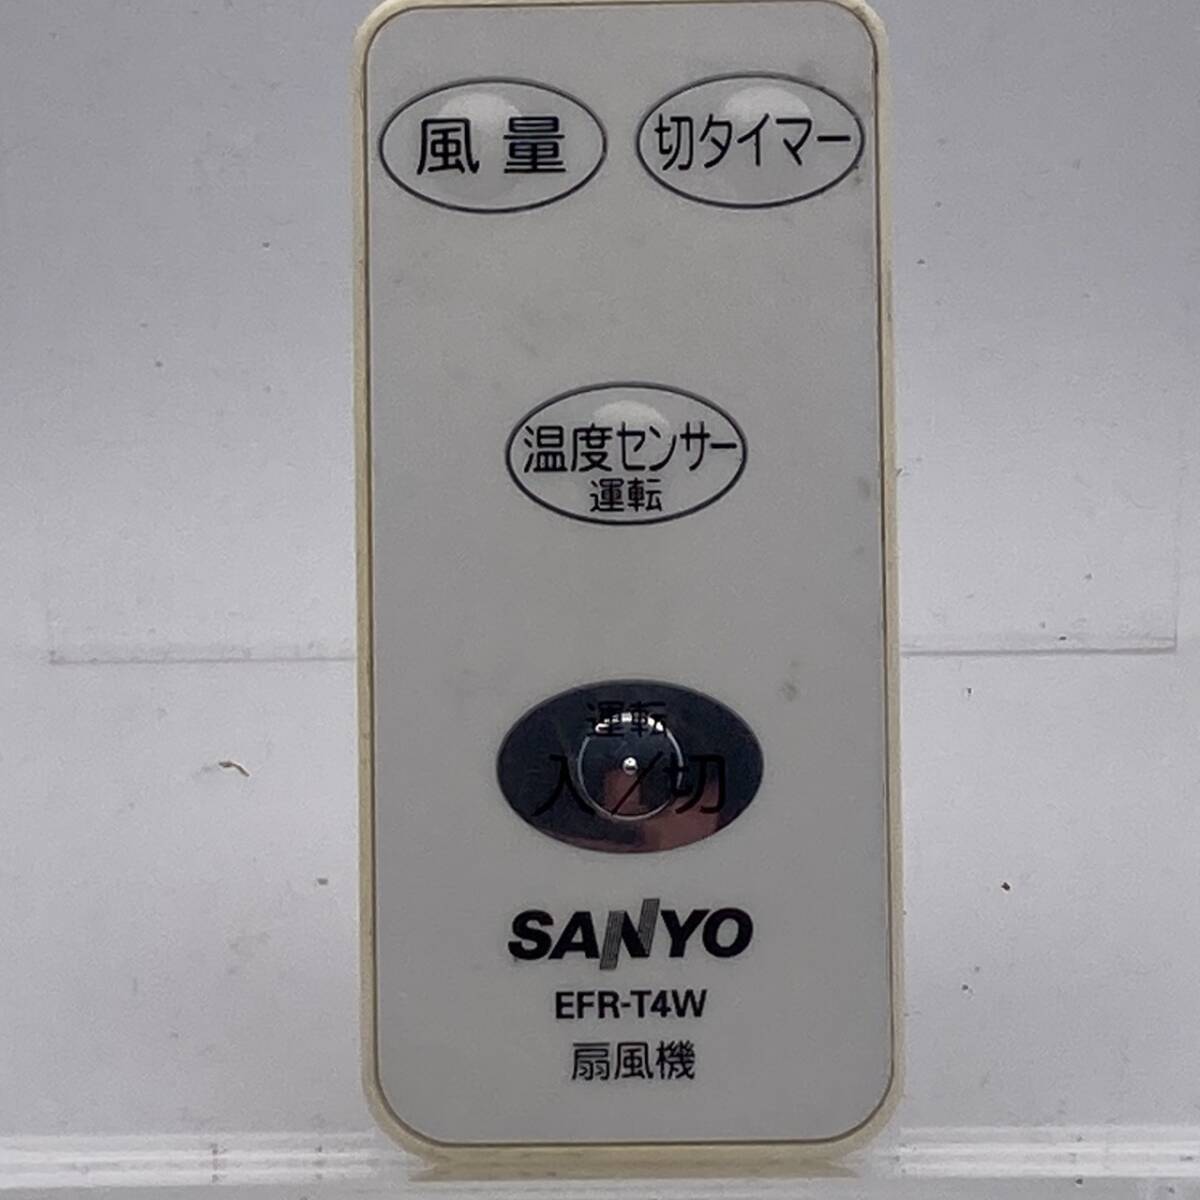 風量
切タイマー
温度センサー
運転
運転
入/切
SANYO
EFR-T4W
扇風機